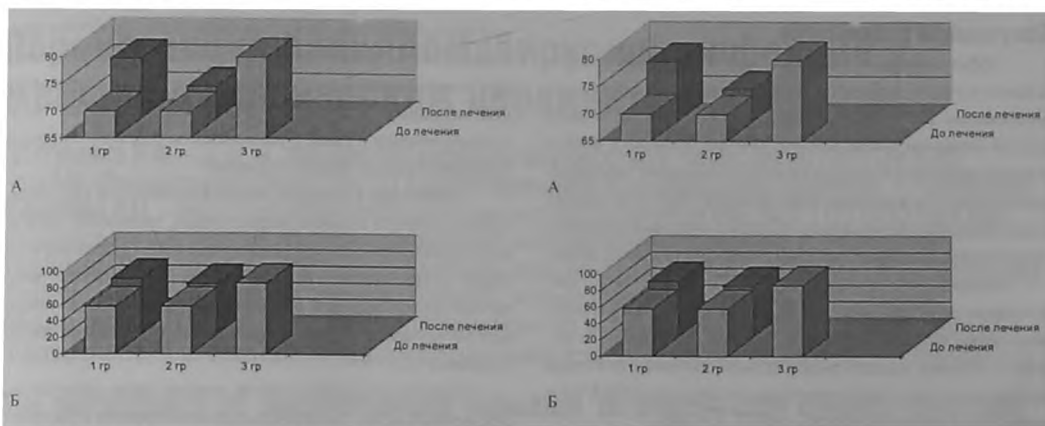 80
75
70
65
1 гр
2 гр
3 гр
После лечения
До лечения
А
80
75
70
65
1 гр
2 гр
3 гр
После лечения
До лечения
А
100
80
60
40
20
0
1 гр
2 гр
3 гр
После лечения
До лечения
Б
100
80
60
40
20
0
1 гр
2 гр
3 гр
После лечения
До лечения
Б